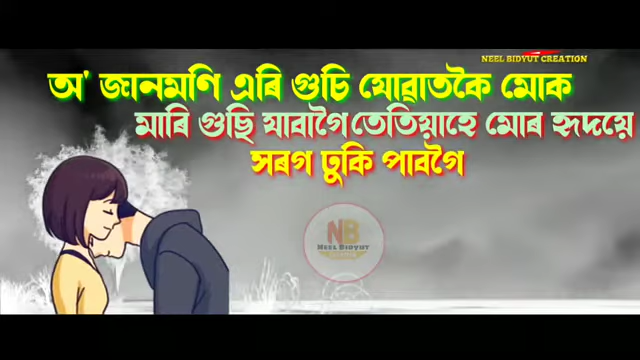 NEEL BIDYUT CREATION
অ' জানমণি এৰি গুচি যোৱাতকৈ মোক
মাৰি গুছি যাবাগৈ তেতিয়াহে মোৰ হৃদয়ে
সৰগ ঢুকি পাবগৈ
NB
NEEL BIDYUT